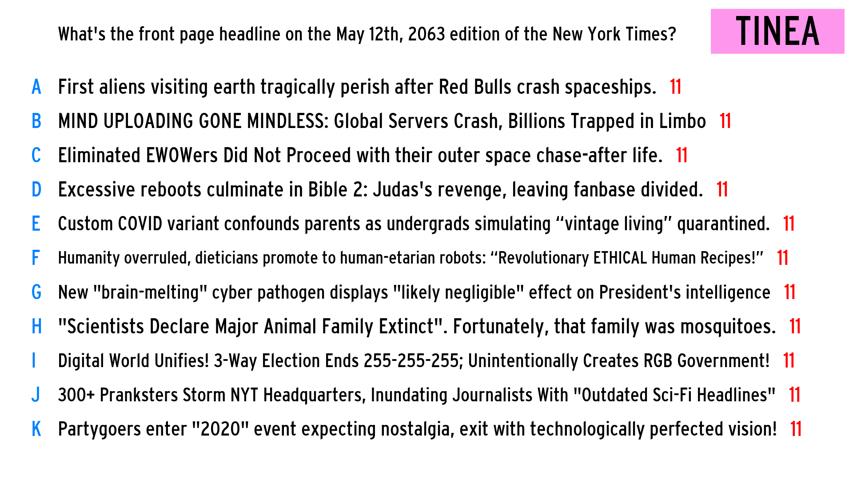 What's the front page headline on the May 12th, 2063 edition of the New York Times?
TINEA
A First aliens visiting earth tragically perish after Red Bulls crash spaceships. 11
B MIND UPLOADING GONE MINDLESS: Global Servers Crash, Billions Trapped in Limbo 11
C Eliminated EWOWers Did Not Proceed with their outer space chase-after life. 11
D Excessive reboots culminate in Bible 2: Judas's revenge, leaving fanbase divided. 11
E Custom COVID variant confounds parents as undergrads simulating “vintage living” quarantined. 11
F Humanity overruled, dieticians promote to human-etarian robots: “Revolutionary ETHICAL Human Recipes!” 11
G New "brain-melting" cyber pathogen displays "likely negligible" effect on President's intelligence 11
H "Scientists Declare Major Animal Family Extinct". Fortunately, that family was mosquitoes. 11
I Digital World Unifies! 3-Way Election Ends 255-255-255; Unintentionally Creates RGB Government! 11
J 300+ Pranksters Storm NYT Headquarters, Inundating Journalists With "Outdated Sci-Fi Headlines" 11
K Partygoers enter "2020" event expecting nostalgia, exit with technologically perfected vision! 11